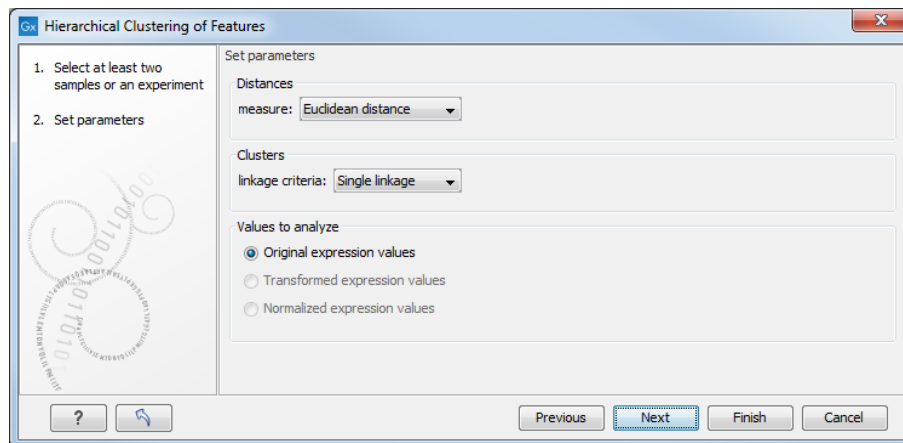 Gx Hierarchical Clustering of Features
1. Select at least two
samples or an experiment
2. Set parameters
Set parameters
Distances
measure: Euclidean distance
Clusters
linkage criteria: Single linkage
Values to analyze
Original expression values
Transformed expression values
Normalized expression values
? Previous Next Finish Cancel